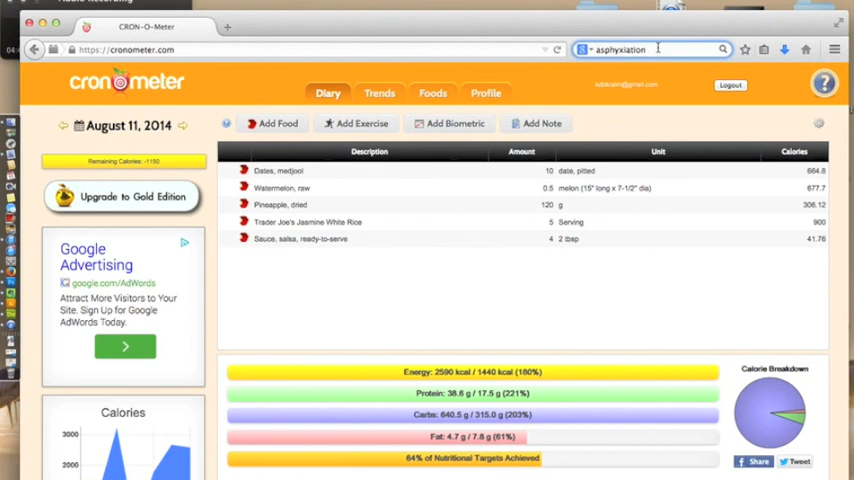 CRON-O-Meter
https://cronometer.com
asphyxiation
cronometer
Diary
Trends
Foods
Profile
Logout
?
August 11, 2014
Add Food
Add Exercise
Add Biometric
Add Note
Remaining Calories: -1150
Upgrade to Gold Edition
Description Amount Unit Calories
Dates, medjool 10 date, pitted 664.8
Watermelon, raw 0.5 melon (15" long x 7-1/2" dia) 677.7
Pineapple, dried 120 g 306.12
Trader Joe's Jasmine White Rice 5 Serving 900
Sauce, salsa, ready-to-serve 4 2 tbsp 41.76
Google
Advertising
google.com/AdWords
Attract More Visitors to Your
Site. Sign Up for Google
AdWords Today.
Calories
3000
2000
Energy: 2590 kcal / 1440 kcal (180%)
Protein: 38.6 g / 17.5 g (221%)
Carbs: 640.5 g / 315.0 g (203%)
Fat: 4.7 g / 7.8 g (61%)
64% of Nutritional Targets Achieved
Calorie Breakdown
Share
Tweet